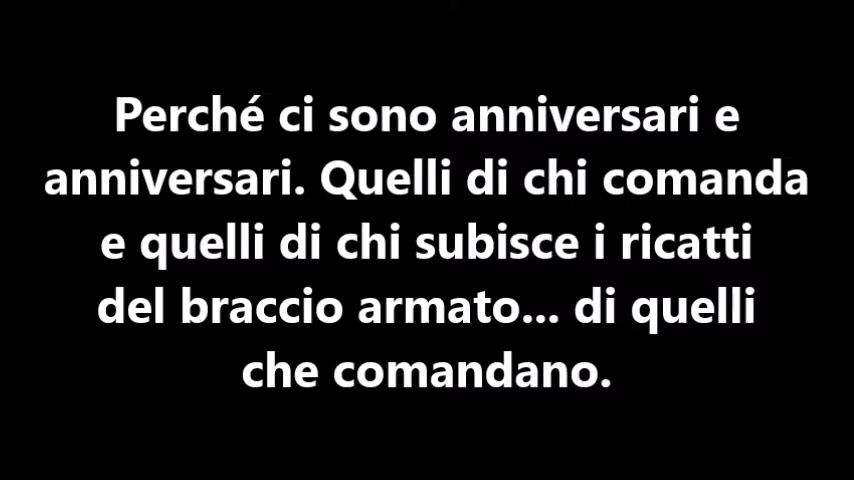 Perché ci sono anniversari e
anniversari. Quelli di chi comanda
e quelli di chi subisce i ricatti
del braccio armato... di quelli
che comandano.